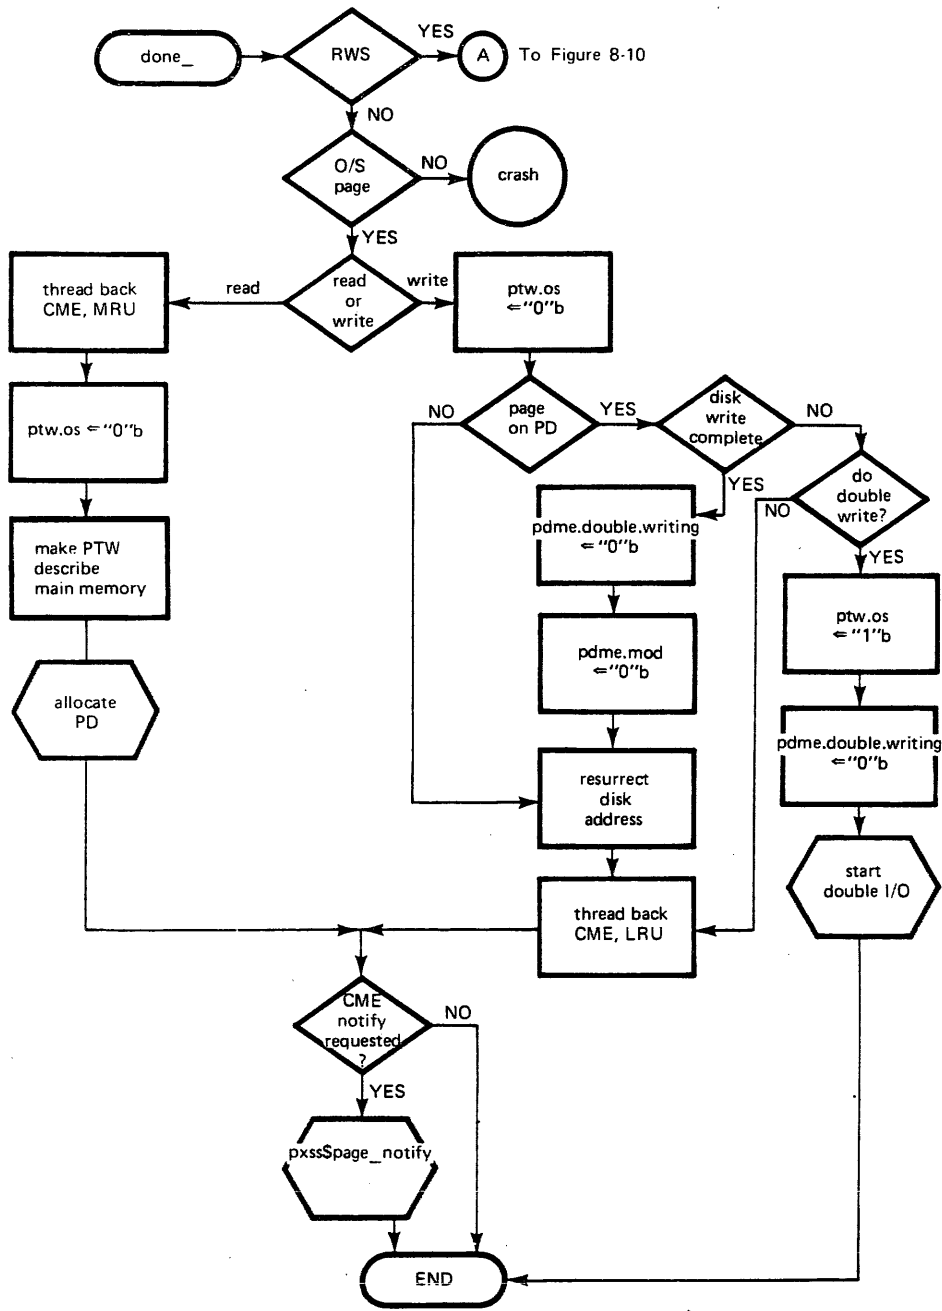 done_
RWS
YES
A
To Figure 8-10
NO
O/S
page
NO
crash
YES
thread back
CME, MRU
read
read
or
write
write
ptw.os
⇐"0"b
ptw.os ⇐"0"b
NO
page
on PD
YES
disk
write
complete
NO
YES
do
double
write?
NO
YES
pdme.double.writing
⇐"0"b
make PTW
describe
main memory
ptw.os
⇐"1"b
pdme.mod
⇐"0"b
allocate
PD
pdme.double.writing
⇐"0"b
resurrect
disk
address
start
double I/O
thread back
CME, LRU
CME
notify
requested
?
NO
YES
pxss$page_notify
END